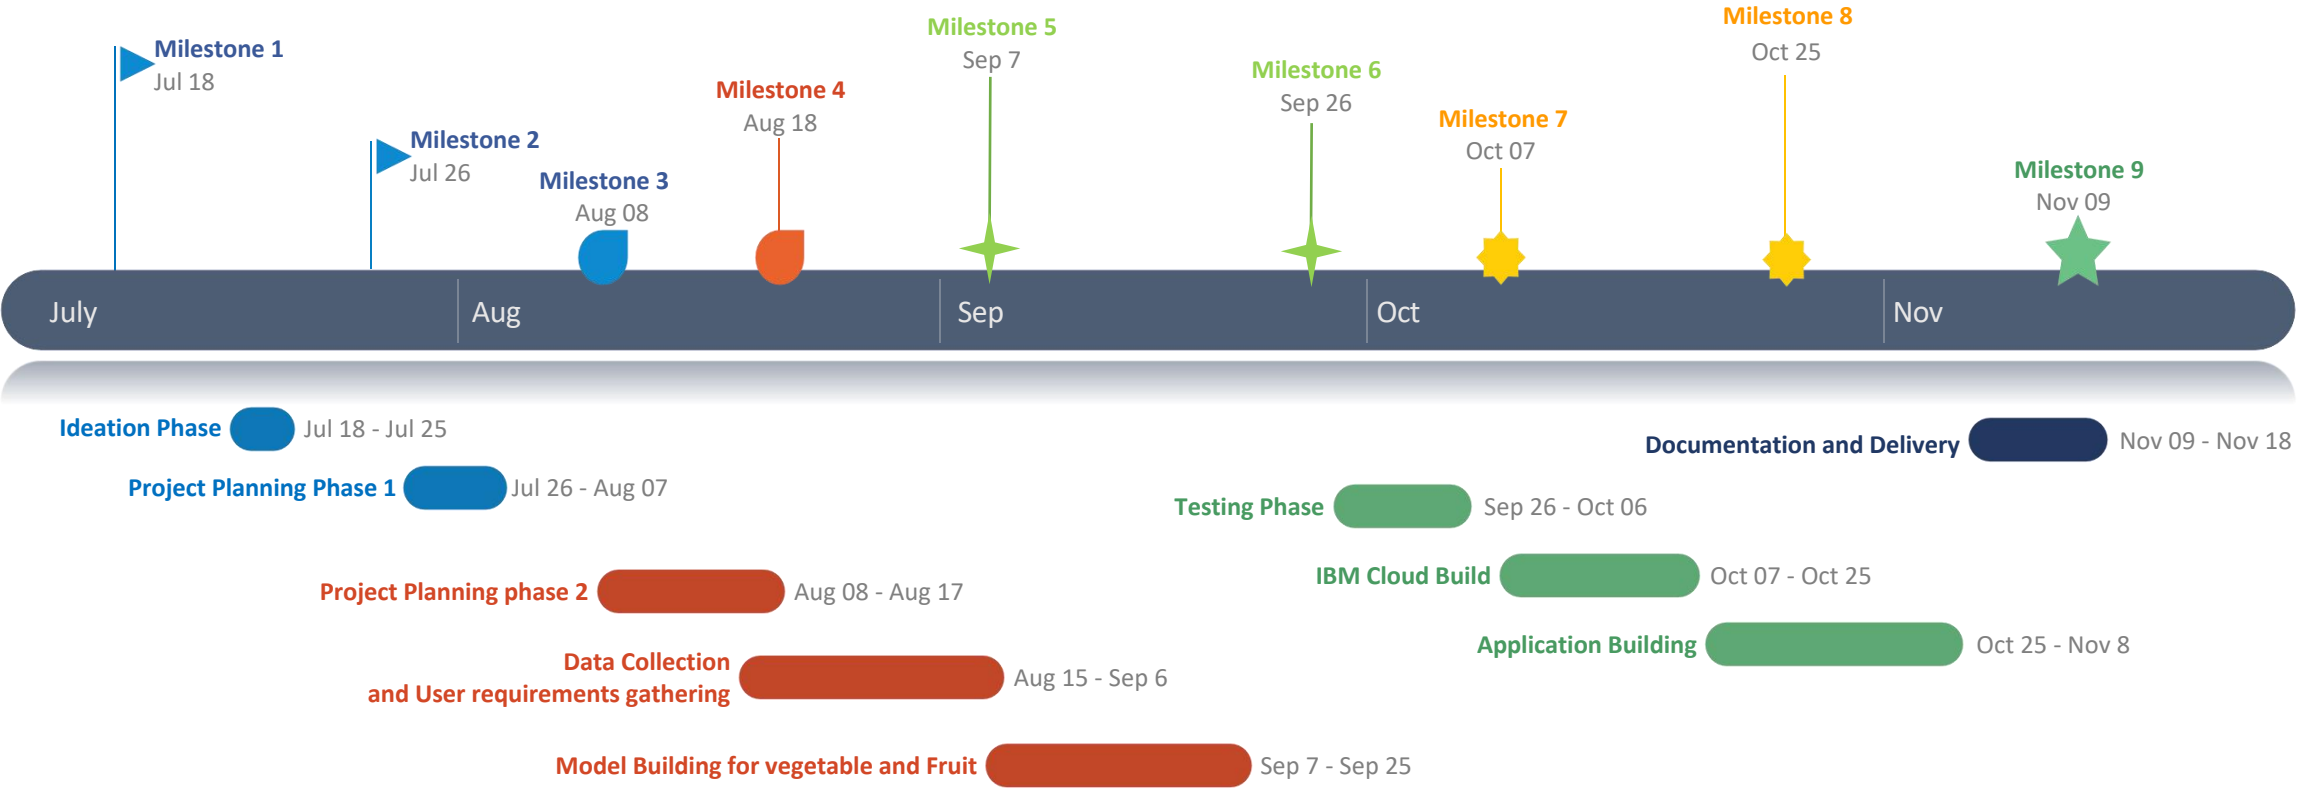 Milestone 1
Jul 18
Milestone 2
Jul 26
Milestone 3
Aug 08
Milestone 4
Aug 18
Milestone 5
Sep 7
Milestone 6
Sep 26
Milestone 7
Oct 07
Milestone 8
Oct 25
Milestone 9
Nov 09
July
Aug
Sep
Oct
Nov
Ideation Phase
Jul 18 - Jul 25
Project Planning Phase 1
Jul 26 - Aug 07
Project Planning phase 2
Aug 08 - Aug 17
Data Collection
and User requirements gathering
Aug 15 - Sep 6
Model Building for vegetable and Fruit
Sep 7 - Sep 25
Documentation and Delivery
Nov 09 - Nov 18
Testing Phase
Sep 26 - Oct 06
IBM Cloud Build
Oct 07 - Oct 25
Application Building
Oct 25 - Nov 8